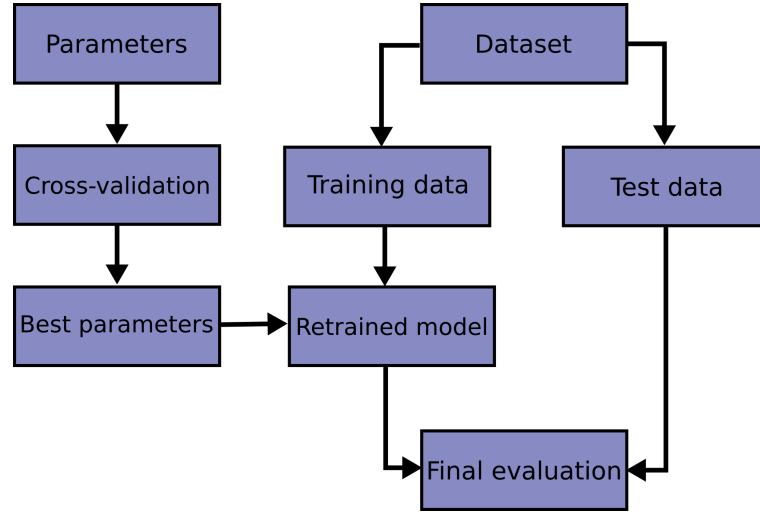 Parameters
Dataset
Cross-validation
Training data
Test data
Best parameters
Retrained model
Final evaluation